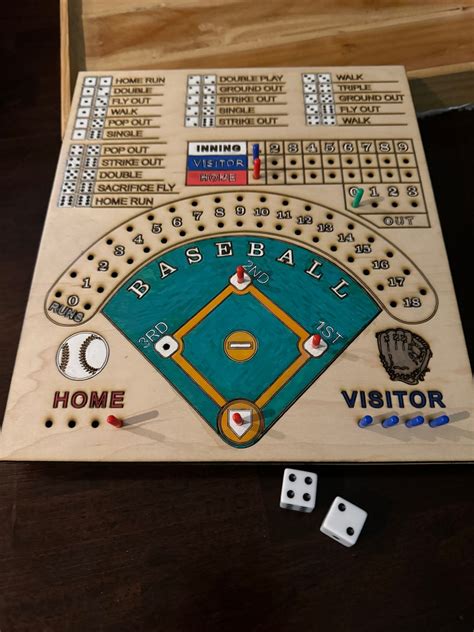 HOME RUN
DOUBLE
FLY OUT
WALK
POP OUT
SINGLE
POP OUT
STRIKE OUT
DOUBLE
SACRIFICE FLY
HOME RUN
DOUBLE PLAY
GROUND OUT
STRIKE OUT
SINGLE
STRIKE OUT
WALK
TRIPLE
GROUND OUT
FLY OUT
WALK
INNING 2 3 4 5 6 7 8 9
VISITOR
HOME
0 1 2 3
OUT
0 1 2 3 4 5 6 7 8 9 10 11 12 13 14 15 16 17 18
RUNS
BASEBALL
2ND
3RD
1ST
HOME
VISITOR